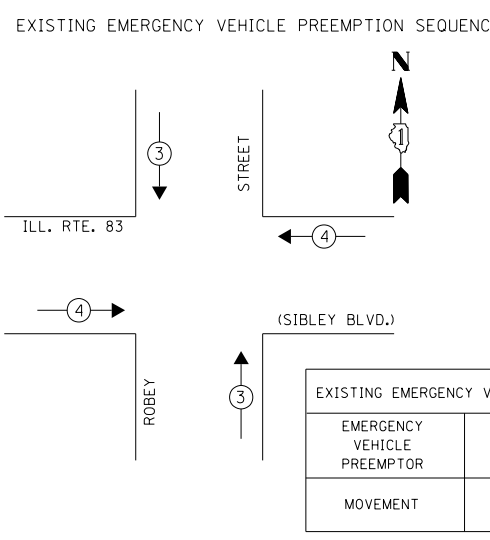 EXISTING EMERGENCY VEHICLE PREEMPTION SEQUENC
N
1
3
STREET
ILL. RTE. 83
4
4
(SIBLEY BLVD.)
3
ROBEY
EXISTING EMERGENCY V
EMERGENCY
VEHICLE
PREEMPTOR
MOVEMENT